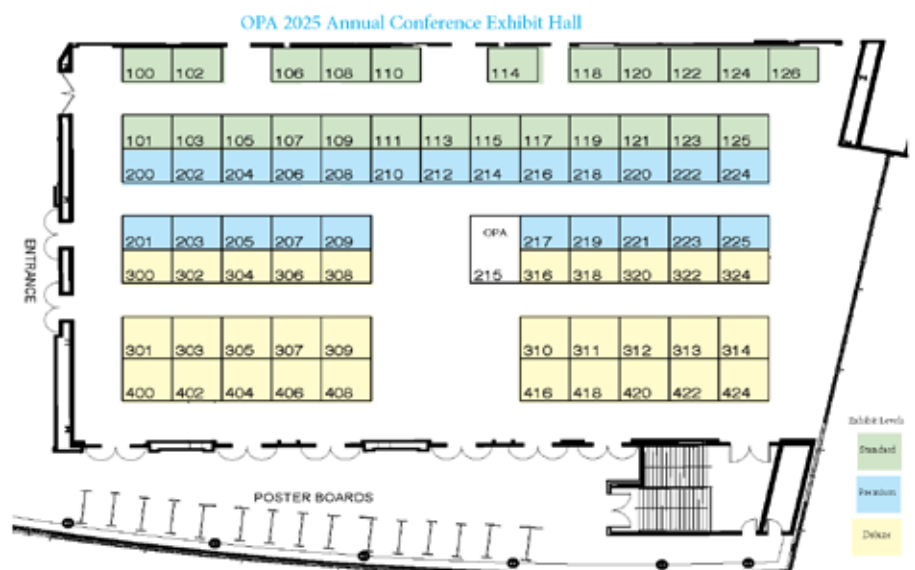 OPA 2025 Annual Conference Exhibit Hall
100 102 106 108 110 114 118 120 122 124 126
101 103 105 107 109 111 113 115 117 119 121 123 125
200 202 204 206 208 210 212 214 216 218 220 222 224
OPA
201 203 205 207 209 217 219 221 223 225
300 302 304 306 308 215 316 318 320 322 324
ENTRANCE
301 303 305 307 309 310 311 312 313 314
400 402 404 406 408 416 418 420 422 424
Exhibit Levels
Standard
Premium
Deluxe
POSTER BOARDS